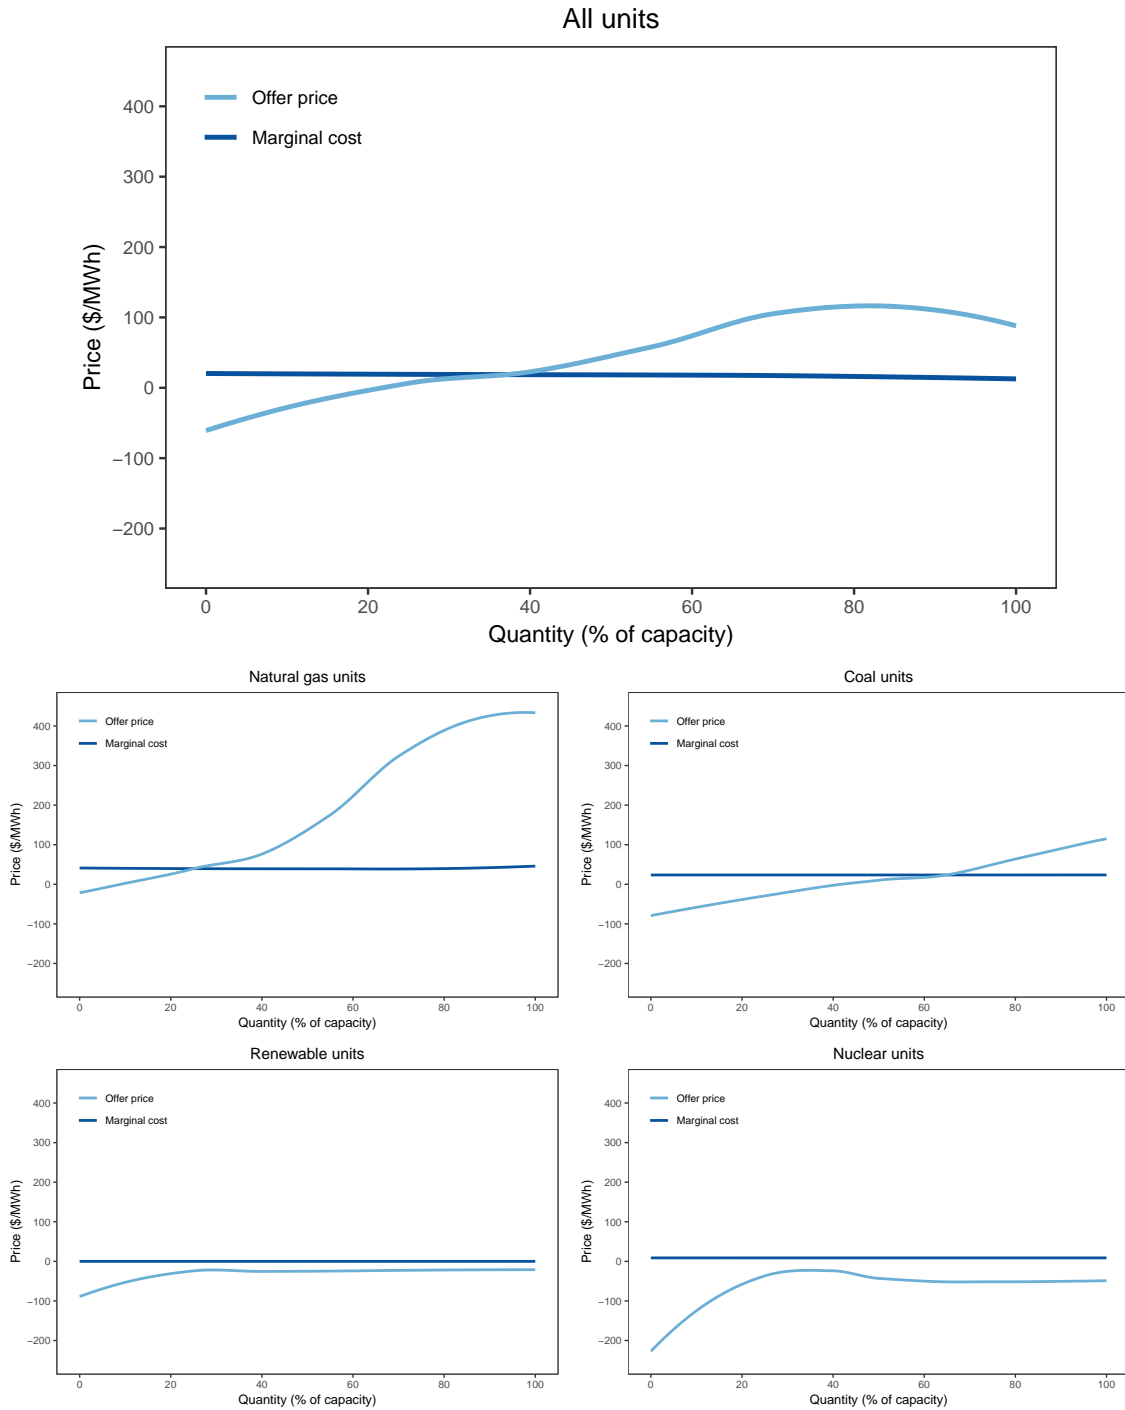 All units
Offer price
Marginal cost
400
300
200
100
0
−100
−200
Price ($/MWh)
0 20 40 60 80 100
Quantity (% of capacity)
Natural gas units
Offer price
Marginal cost
400
300
200
100
0
−100
−200
Price ($/MWh)
0 20 40 60 80 100
Quantity (% of capacity)
Coal units
Offer price
Marginal cost
400
300
200
100
0
−100
−200
Price ($/MWh)
0 20 40 60 80 100
Quantity (% of capacity)
Renewable units
Offer price
Marginal cost
400
300
200
100
0
−100
−200
Price ($/MWh)
0 20 40 60 80 100
Quantity (% of capacity)
Nuclear units
Offer price
Marginal cost
400
300
200
100
0
−100
−200
Price ($/MWh)
0 20 40 60 80 100
Quantity (% of capacity)